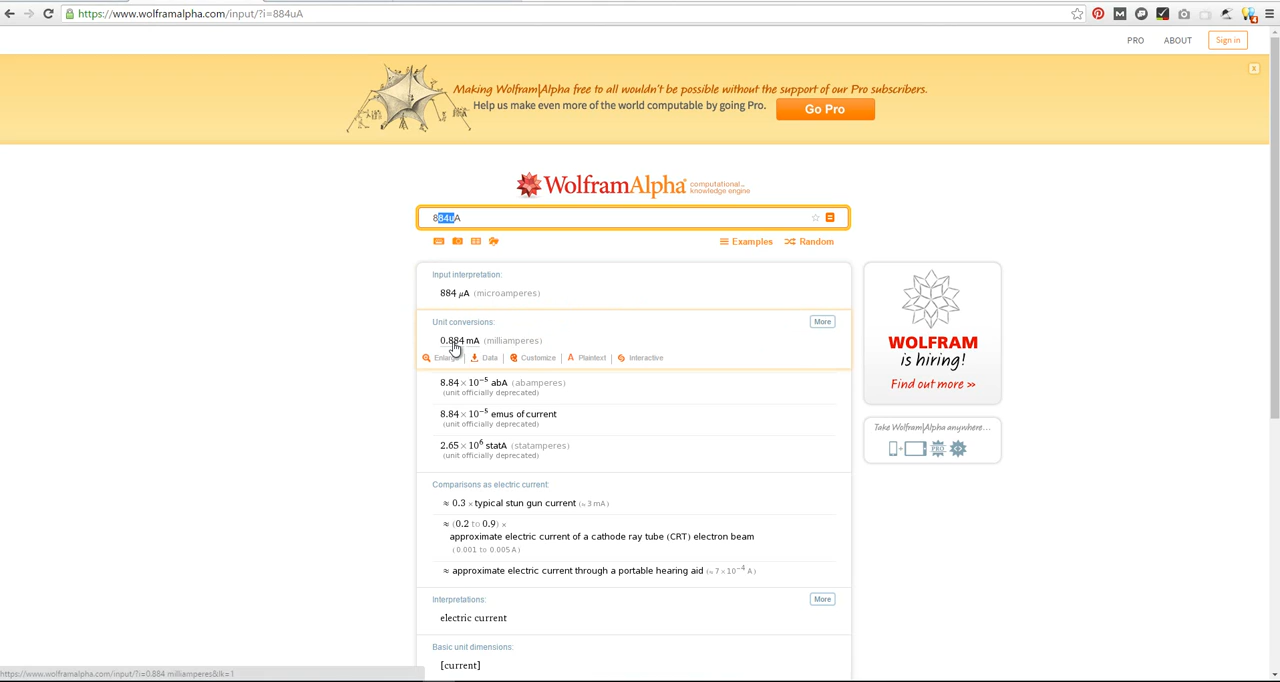 https://www.wolframalpha.com/input/?i=884uA
PRO ABOUT Sign in
Making Wolfram|Alpha free to all wouldn't be possible without the support of our Pro subscribers.
x
Help us make even more of the world computable by going Pro. Go Pro
WolframAlpha computational... knowledge engine
884uA
Examples Random
Input interpretation:
884 μA (microamperes)
Unit conversions: More
0.884 mA (milliamperes)
Enlarge Data Customize Plaintext Interactive
8.84 × 10⁻⁵ abA (abamperes)
(unit officially deprecated)
8.84 × 10⁻⁵ emus of current
(unit officially deprecated)
2.65 × 10⁶ statA (statamperes)
(unit officially deprecated)
Comparisons as electric current:
≈ 0.3 × typical stun gun current (≈ 3 mA)
≈ (0.2 to 0.9) ×
approximate electric current of a cathode ray tube (CRT) electron beam
(0.001 to 0.005 A)
≈ approximate electric current through a portable hearing aid (≈ 7×10⁻⁴ A)
Interpretations: More
electric current
Basic unit dimensions:
[current]
WOLFRAM
is hiring!
Find out more >>
Take Wolfram|Alpha anywhere...
PRO
https://www.wolframalpha.com/input/?i=0.884 milliamperes&lk=1